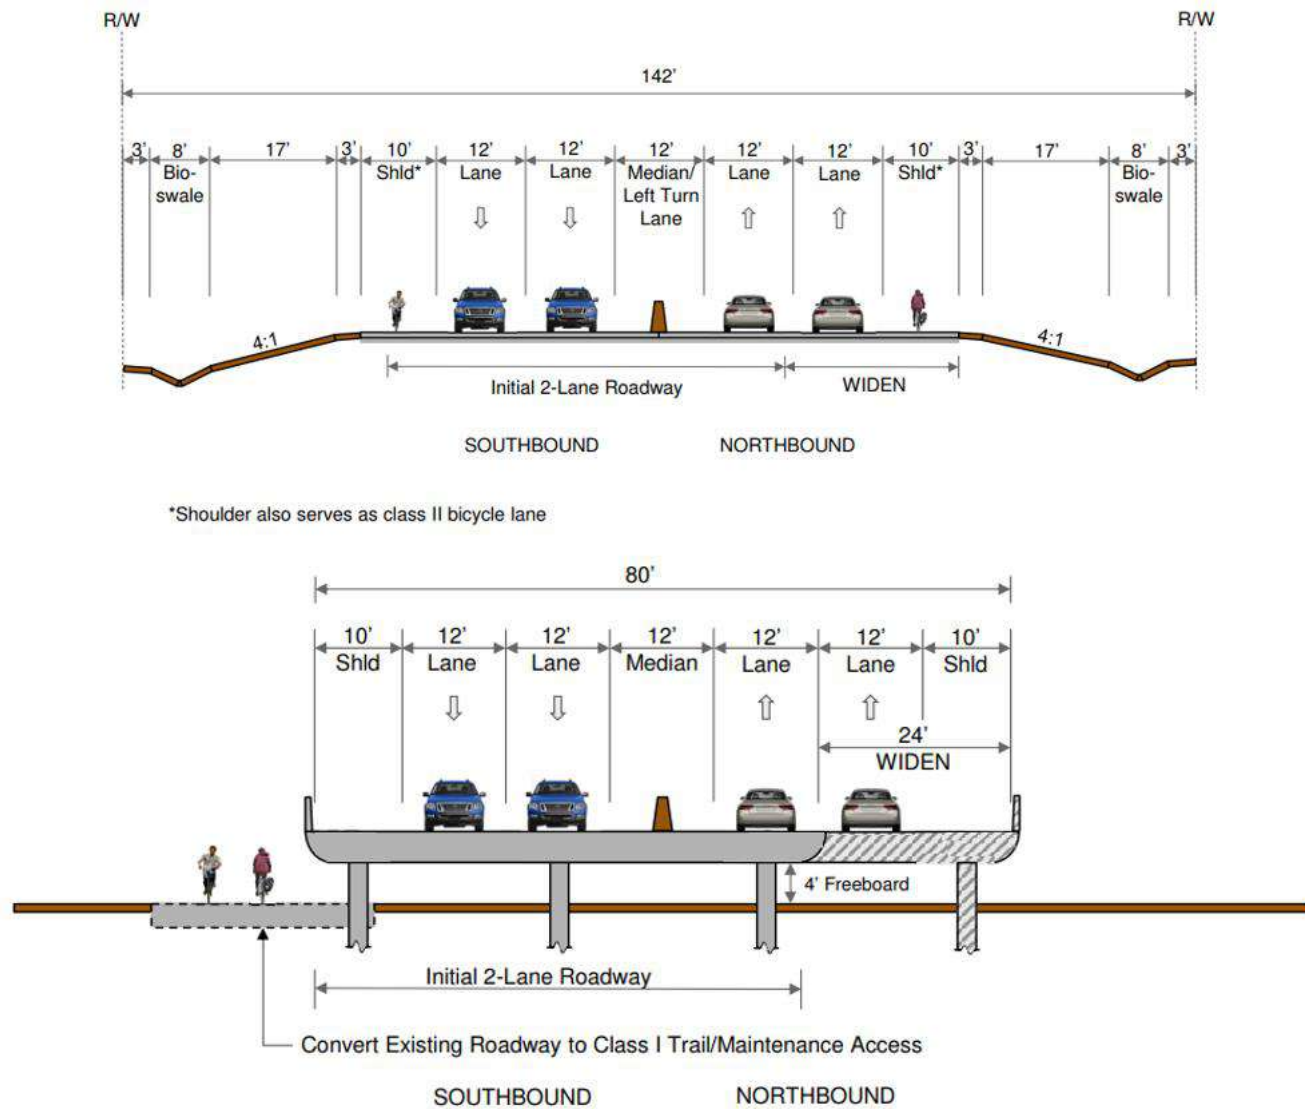 R/W R/W
142’
3’ 8’ 17’ 3’ 10’ 12’ 12’ 12’ 12’ 12’ 10’ 3’ 17’ 8’ 3’
Bio- Shld* Lane Lane Median/ Lane Lane Shld* Bio-
swale Left Turn swale
Lane
4:1 4:1
Initial 2-Lane Roadway WIDEN
SOUTHBOUND NORTHBOUND
*Shoulder also serves as class II bicycle lane
80’
10’ 12’ 12’ 12’ 12’ 12’ 10’
Shld Lane Lane Median Lane Lane Shld
24’
WIDEN
4’ Freeboard
Initial 2-Lane Roadway
Convert Existing Roadway to Class I Trail/Maintenance Access
SOUTHBOUND NORTHBOUND